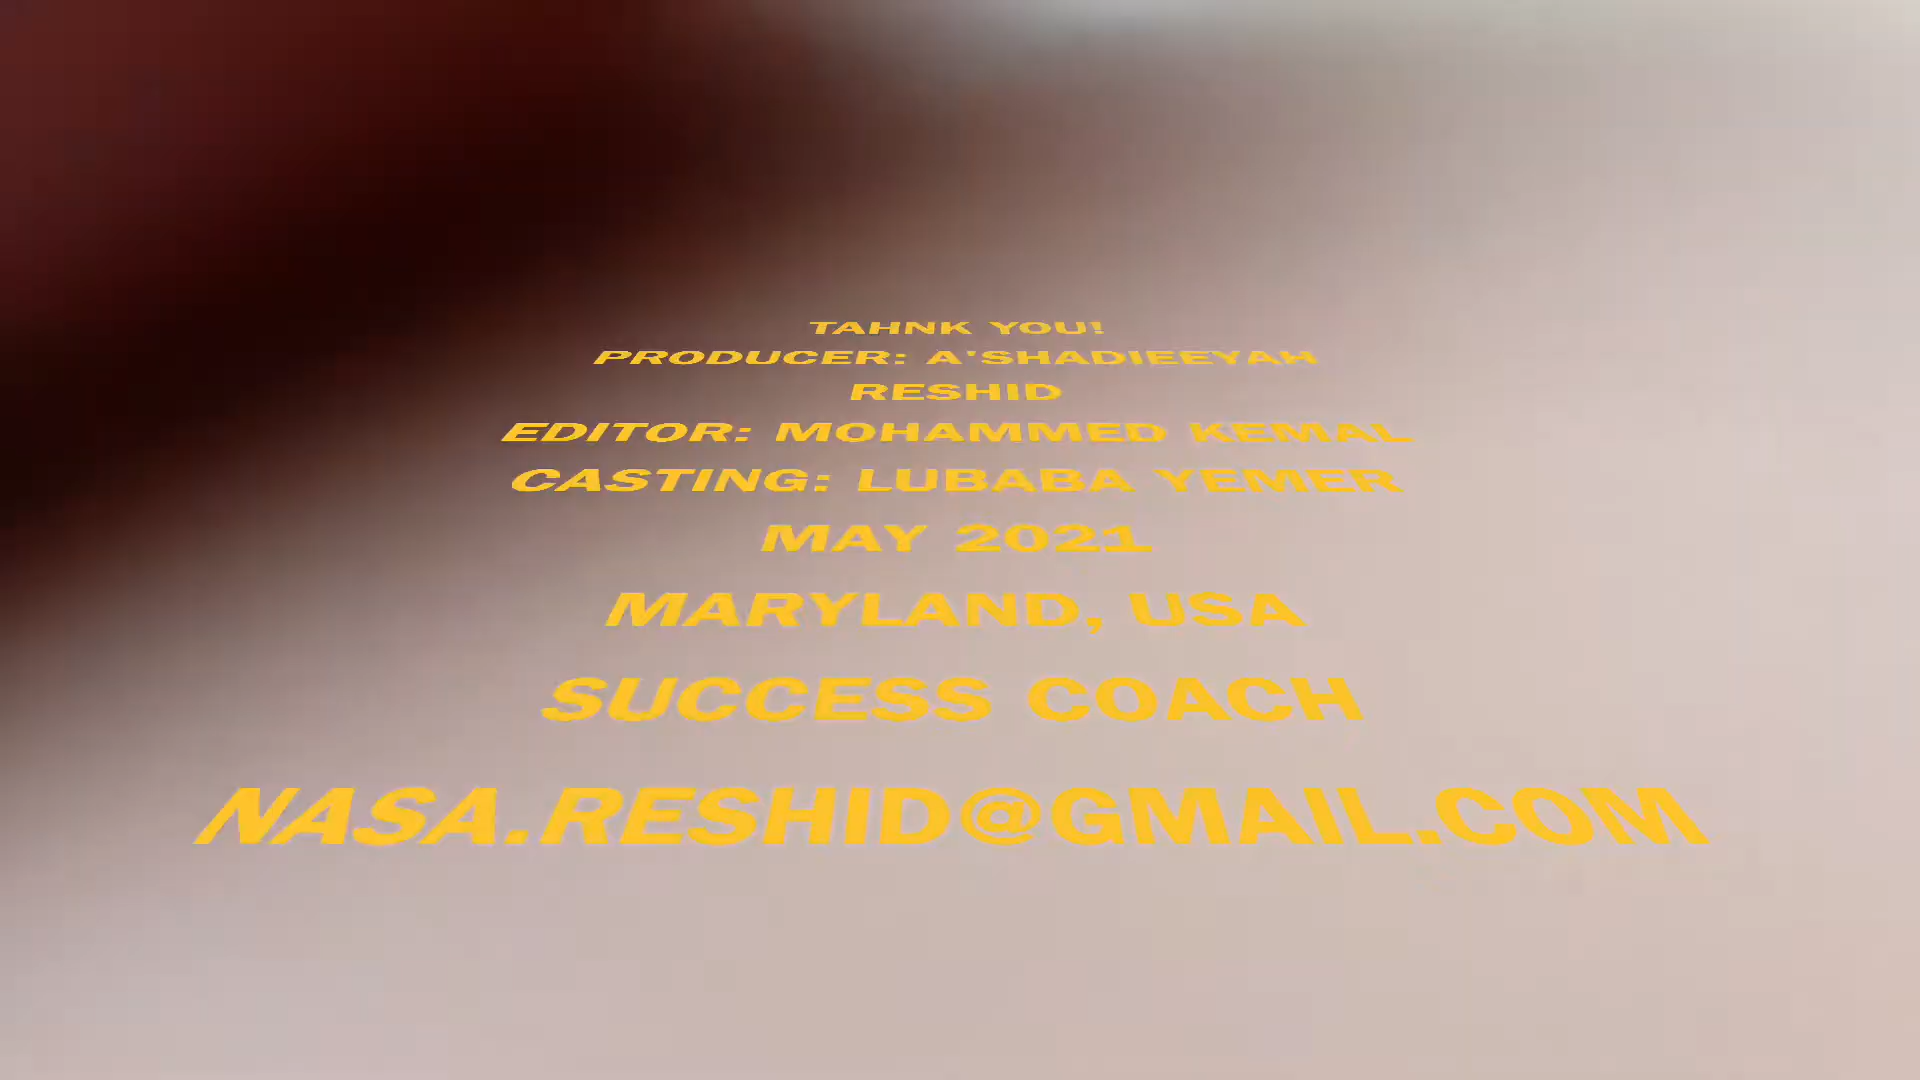 TAHNK YOU!
PRODUCER: A'SHADIEEYAH
RESHID
EDITOR: MOHAMMED KEMAL
CASTING: LUBABA YEMER
MAY 2021
MARYLAND, USA
SUCCESS COACH
NASA.RESHID@GMAIL.COM